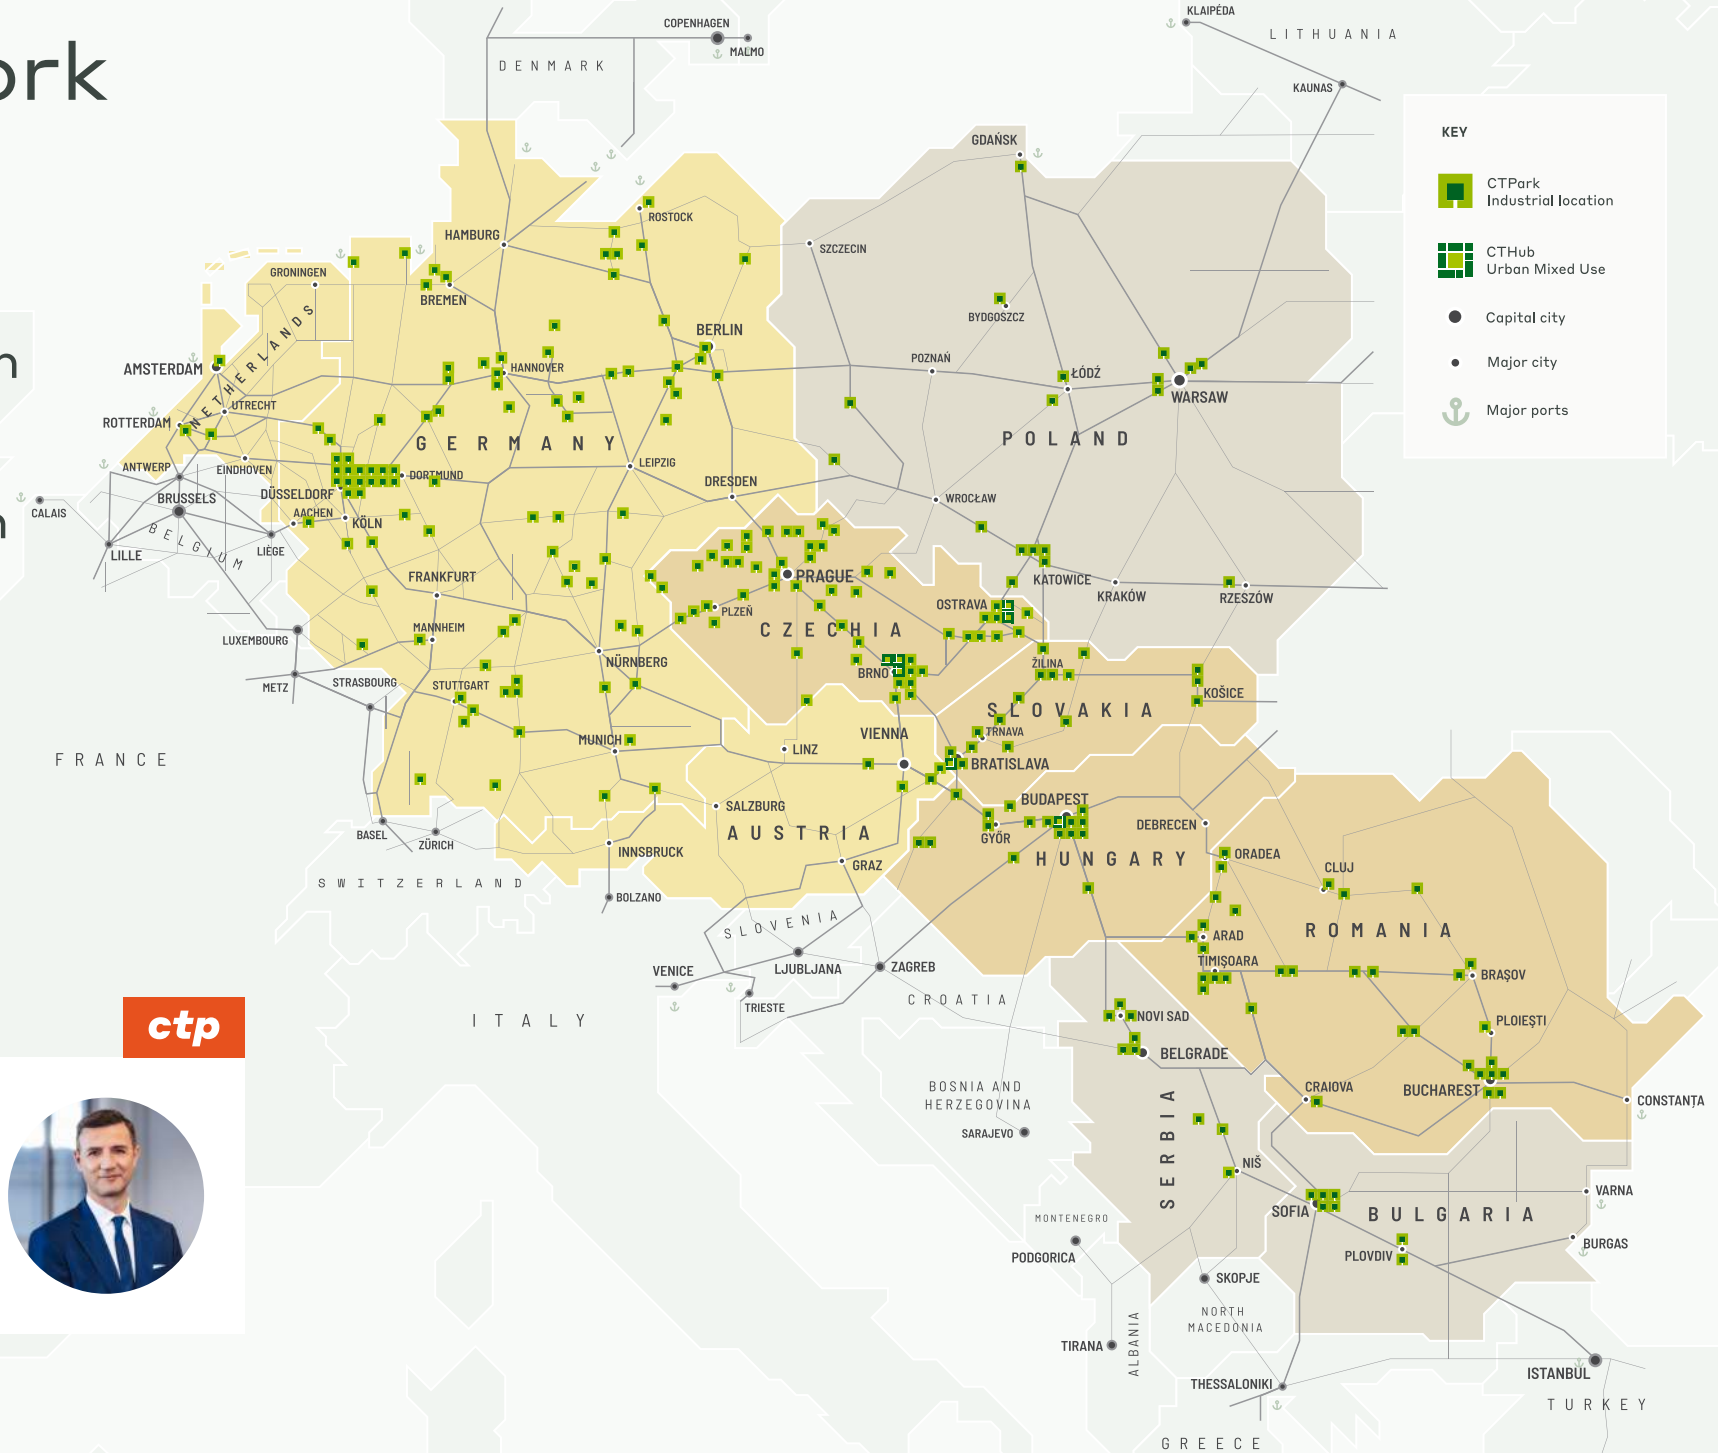 ork
n
n
KEY
CTPark
Industrial location
CTHub
Urban Mixed Use
Capital city
Major city
Major ports
COPENHAGEN
MALMO
DENMARK
KLAIPĖDA
LITHUANIA
KAUNAS
GDAŃSK
ROSTOCK
HAMBURG
SZCZECIN
GRONINGEN
BREMEN
BYDGOSZCZ
BERLIN
NETHERLANDS
AMSTERDAM
HANNOVER
POZNAŃ
ŁÓDŹ
WARSAW
UTRECHT
ROTTERDAM
GERMANY
POLAND
ANTWERP
EINDHOVEN
DORTMUND
LEIPZIG
DRESDEN
BRUSSELS
DÜSSELDORF
WROCŁAW
CALAIS
AACHEN
KÖLN
BELGIUM
LILLE
LIÈGE
FRANKFURT
PRAGUE
KATOWICE
KRAKÓW
RZESZÓW
PLZEŇ
OSTRAVA
CZECHIA
MANNHEIM
LUXEMBOURG
NÜRNBERG
BRNO
ŽILINA
METZ
STRASBOURG
STUTTGART
KOŠICE
SLOVAKIA
FRANCE
MUNICH
LINZ
VIENNA
TRNAVA
BRATISLAVA
SALZBURG
BUDAPEST
BASEL
ZÜRICH
AUSTRIA
GYÖR
DEBRECEN
INNSBRUCK
GRAZ
HUNGARY
ORADEA
CLUJ
SWITZERLAND
BOLZANO
SLOVENIA
ROMANIA
ARAD
VENICE
LJUBLJANA
ZAGREB
TIMIŞOARA
BRAŞOV
TRIESTE
CROATIA
NOVI SAD
PLOIEŞTI
ITALY
ctp
BELGRADE
BOSNIA AND
HERZEGOVINA
CRAIOVA
BUCHAREST
CONSTANȚA
SARAJEVO
SERBIA
NIŠ
VARNA
MONTENEGRO
SOFIA
BULGARIA
PODGORICA
PLOVDIV
BURGAS
SKOPJE
NORTH
MACEDONIA
TIRANA
ALBANIA
THESSALONIKI
ISTANBUL
TURKEY
GREECE